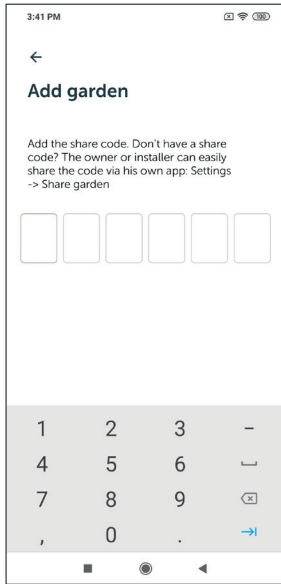 3:41 PM
100
Add garden
Add the share code. Don't have a share
code? The owner or installer can easily
share the code via his own app: Settings
-> Share garden
1 2 3 -
4 5 6
7 8 9
, 0 .